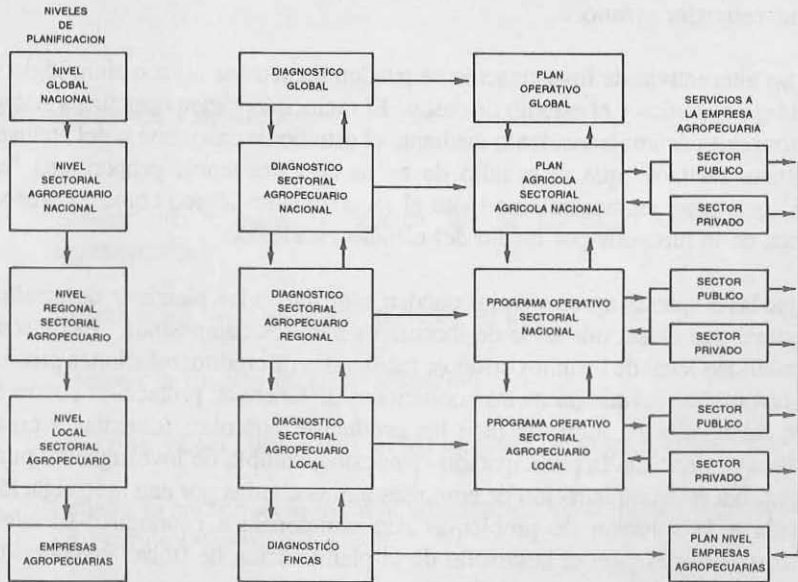 NIVELES
DE
PLANIFICACION
NIVEL
GLOBAL
NACIONAL
DIAGNOSTICO
GLOBAL
PLAN
OPERATIVO
GLOBAL
SERVICIOS A
LA EMPRESA
AGROPECUARIA
NIVEL
SECTORIAL
AGROPECUARIO
NACIONAL
DIAGNOSTICO
SECTORIAL
AGROPECUARIO
NACIONAL
PLAN
AGRICOLA
SECTORIAL
AGRICOLA NACIONAL
SECTOR
PUBLICO
SECTOR
PRIVADO
NIVEL
REGIONAL
SECTORIAL
AGROPECUARIO
DIAGNOSTICO
SECTORIAL
AGROPECUARIO
REGIONAL
PROGRAMA OPERATIVO
SECTORIAL
NACIONAL
SECTOR
PUBLICO
SECTOR
PRIVADO
NIVEL
LOCAL
SECTORIAL
AGROPECUARIO
DIAGNOSTICO
SECTORIAL
AGROPECUARIO
LOCAL
PROGRAMA OPERATIVO
SECTORIAL
AGROPECUARIO
LOCAL
SECTOR
PUBLICO
SECTOR
PRIVADO
EMPRESAS
AGROPECUARIAS
DIAGNOSTICO
FINCAS
PLAN NIVEL
EMPRESAS
AGROPECUARIAS